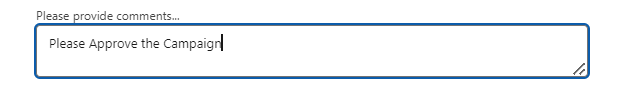 Please provide comments...
Please Approve the Campaign